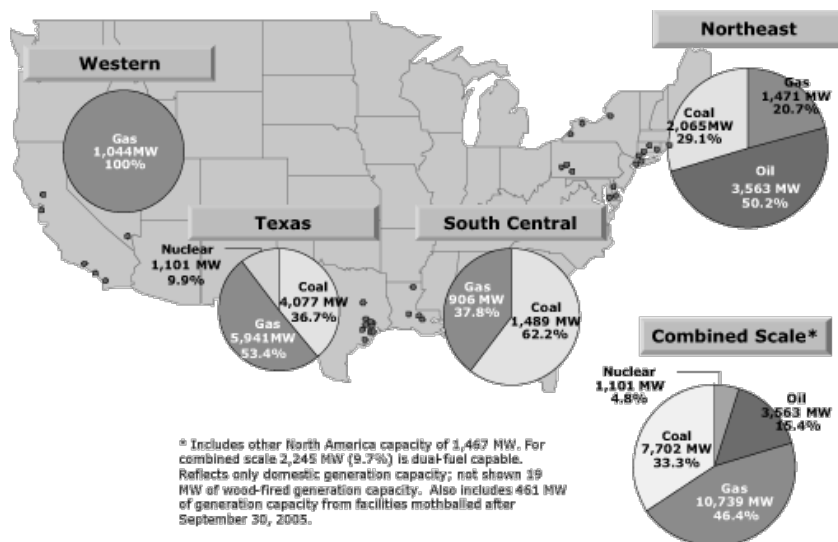 Western
Gas
1,044MW
100%
Northeast
Gas
1,471 MW
20.7%
Coal
2,065MW
29.1%
Oil
3,563 MW
50.2%
Texas
Nuclear
1,101 MW
9.9%
Coal
4,077 MW
36.7%
Gas
5,941MW
53.4%
South Central
Gas
906 MW
37.8%
Coal
1,489 MW
62.2%
Combined Scale*
Nuclear
1,101 MW
4.8%
Oil
3,563 MW
15.4%
Coal
7,702 MW
33.3%
Gas
10,739 MW
46.4%
* Includes other North America capacity of 1,467 MW. For
combined scale 2,245 MW (9.7%) is dual-fuel capable.
Reflects only domestic generation capacity; not shown 19
MW of wood-fired generation capacity. Also includes 461 MW
of generation capacity from facilities mothballed after
September 30, 2005.